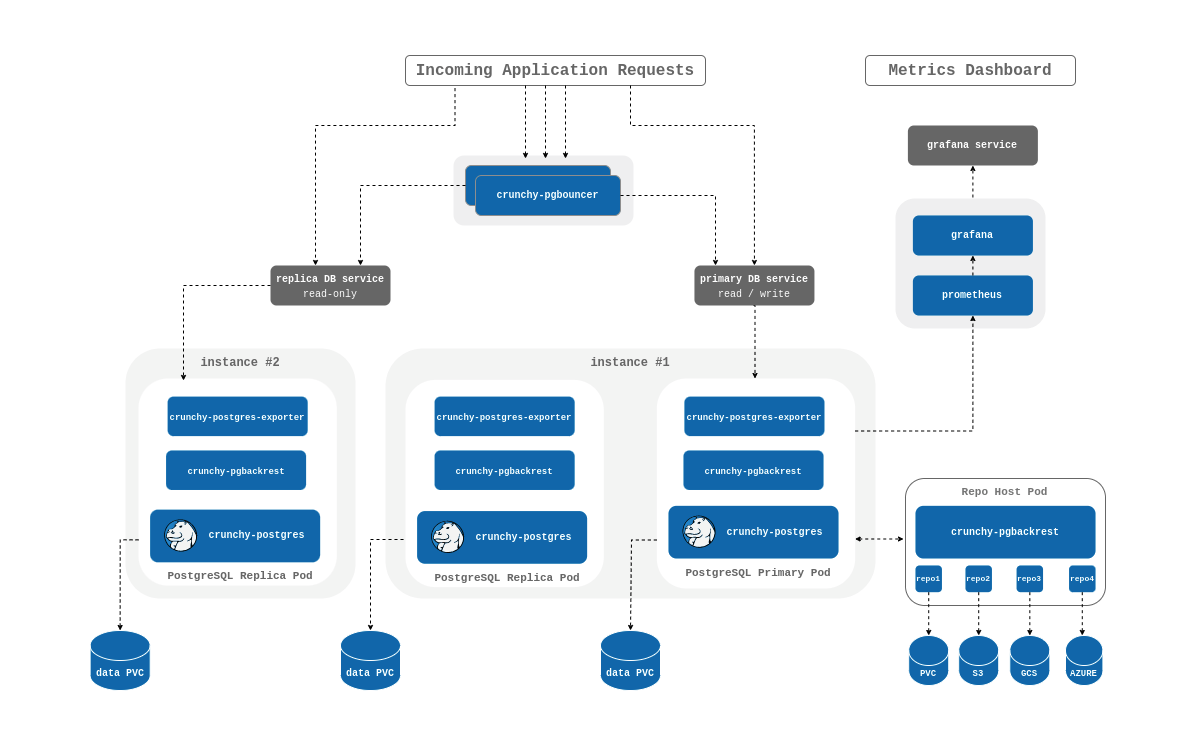 Incoming Application Requests
Metrics Dashboard
grafana service
crunchy-pgbouncer
grafana
replica DB service
read-only
primary DB service
read / write
prometheus
instance #2
instance #1
crunchy-postgres-exporter
crunchy-postgres-exporter
crunchy-postgres-exporter
crunchy-pgbackrest
crunchy-pgbackrest
crunchy-pgbackrest
crunchy-postgres
crunchy-postgres
crunchy-postgres
PostgreSQL Replica Pod
PostgreSQL Replica Pod
PostgreSQL Primary Pod
Repo Host Pod
crunchy-pgbackrest
repo1
repo2
repo3
repo4
data PVC
data PVC
data PVC
PVC
S3
GCS
AZURE